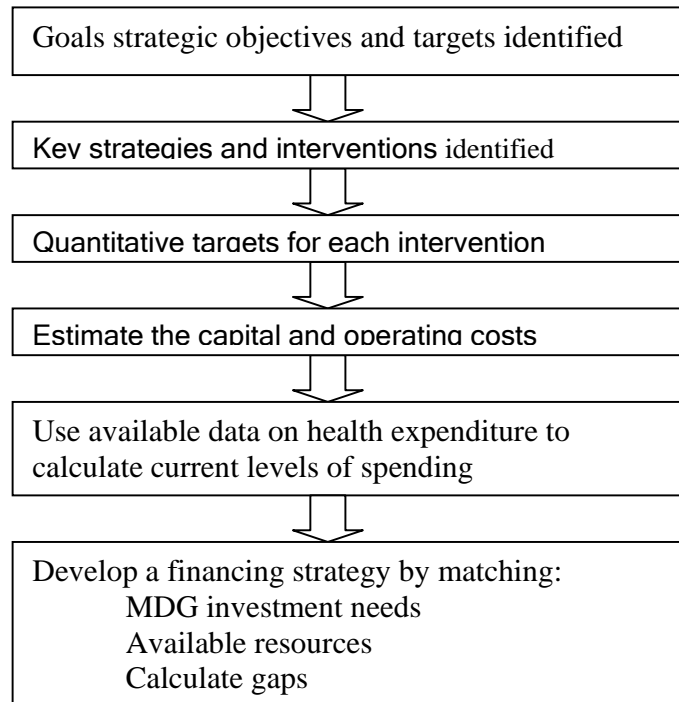 Goals strategic objectives and targets identified
Key strategies and interventions identified
Quantitative targets for each intervention
Estimate the capital and operating costs
Use available data on health expenditure to
calculate current levels of spending
Develop a financing strategy by matching:
MDG investment needs
Available resources
Calculate gaps